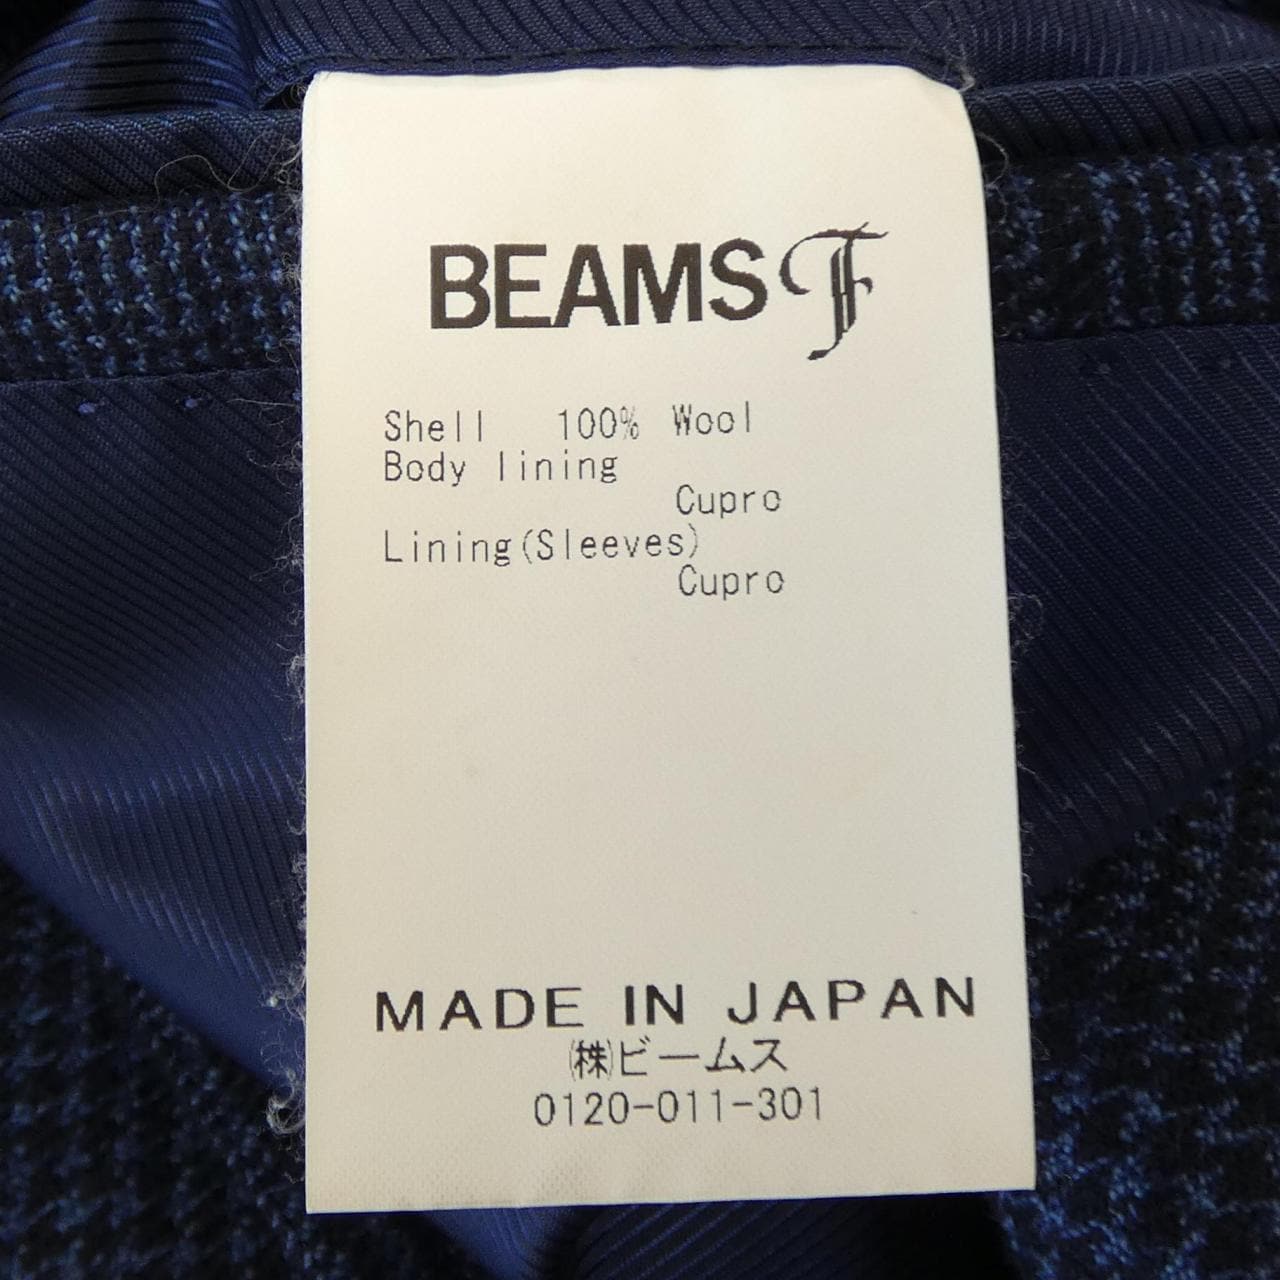 BEAMS F
Shell 100% Wool
Body lining
Cupro
Lining(Sleeves)
Cupro
MADE IN JAPAN
㈱ビームス
0120-011-301